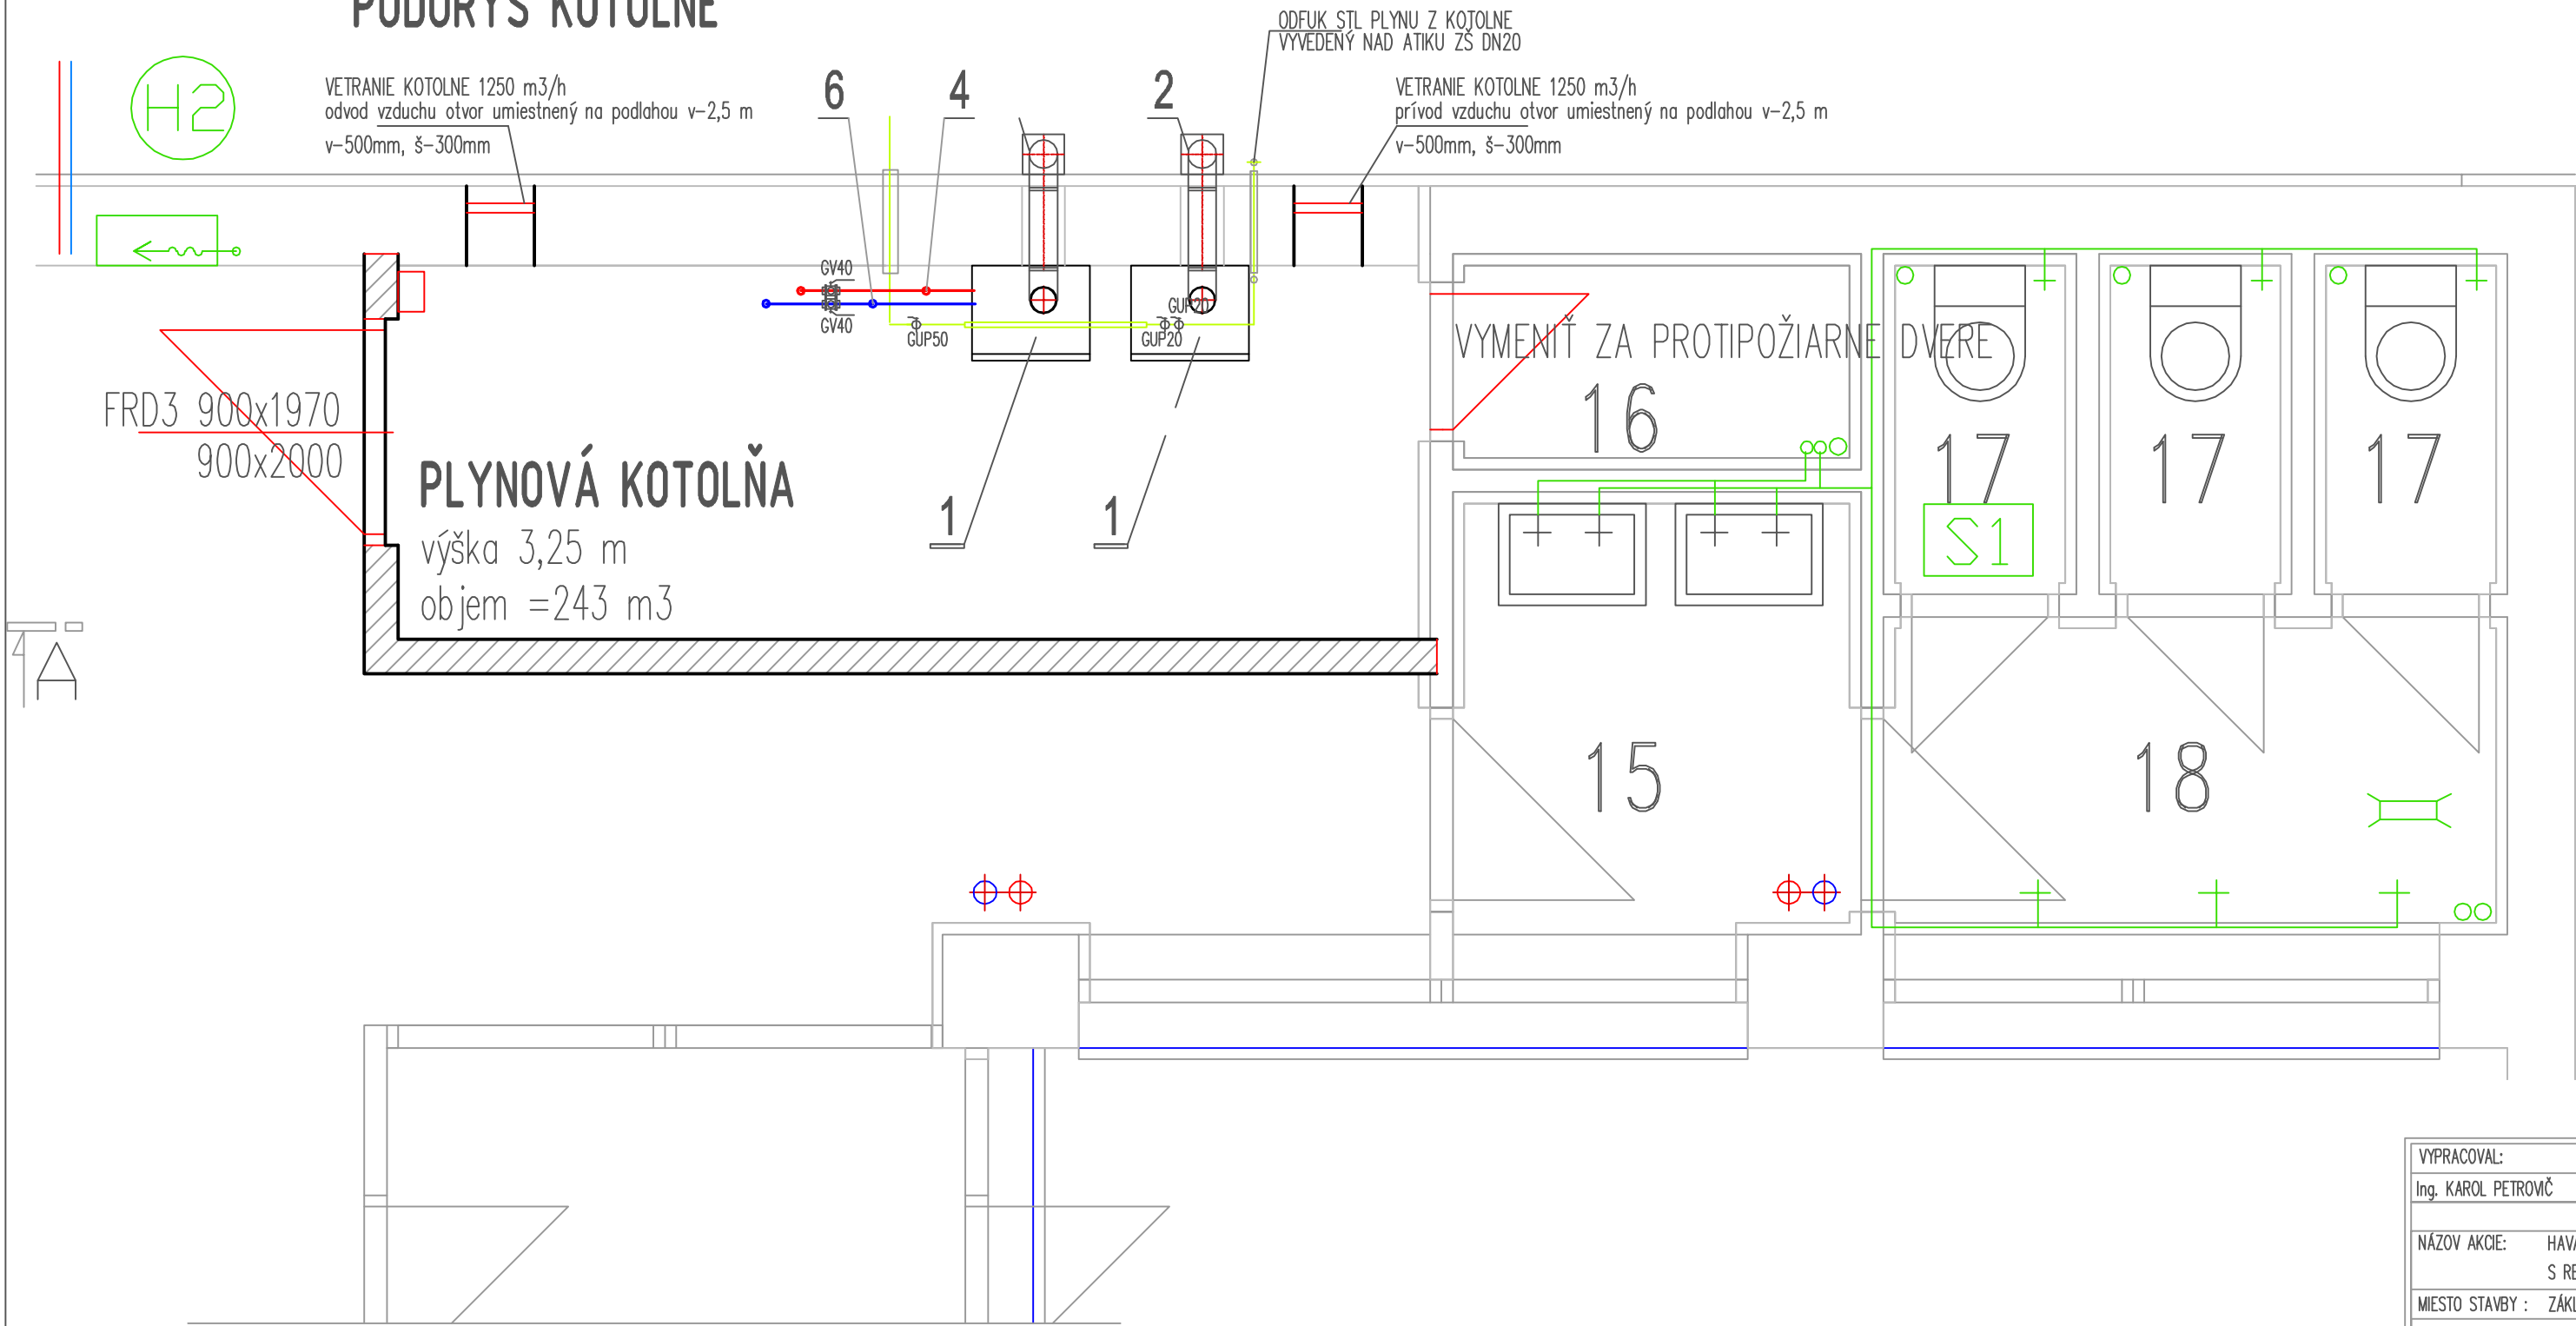 PÔDORYS KOTOLNE
ODFUK STL PLYNU Z KOTOLNE
VYVEDENÝ NAD ATIKU ZŠ DN20
H2
VETRANIE KOTOLNE 1250 m3/h
odvod vzduchu otvor umiestnený na podlahou v-2,5 m
v-500mm, š-300mm
6
4
2
VETRANIE KOTOLNE 1250 m3/h
prívod vzduchu otvor umiestnený na podlahou v-2,5 m
v-500mm, š-300mm
GV40
GV40
GUP50
GUP20
GUP20
VYMENIŤ ZA PROTIPOŽIARNE DVERE
FRD3 900x1970
900x2000
16
17
17
17
PLYNOVÁ KOTOLŇA
výška 3,25 m
objem =243 m3
1
1
S1
A
15
18
VYPRACOVAL:
Ing. KAROL PETROVIČ
NÁZOV AKCIE:
MIESTO STAVBY :